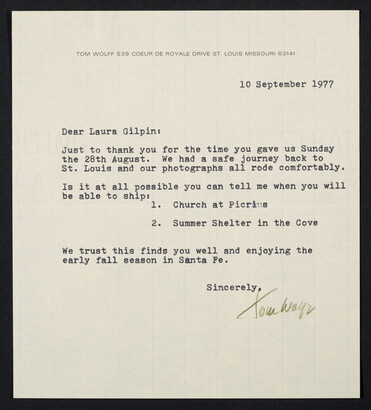 TOM WOLFF 539 COEUR DE ROYALE DRIVE ST. LOUIS MISSOURI 63141
10 September 1977
Dear Laura Gilpin:
Just to thank you for the time you gave us Sunday
the 28th August.  We had a safe journey back to
St. Louis and our photographs all rode comfortably.
Is it at all possible you can tell me when you will
be able to ship:
1.  Church at Picrius
2.  Summer Shelter in the Cove
We trust this finds you well and enjoying the
early fall season in Santa Fe.
Sincerely,
Tom Wolff